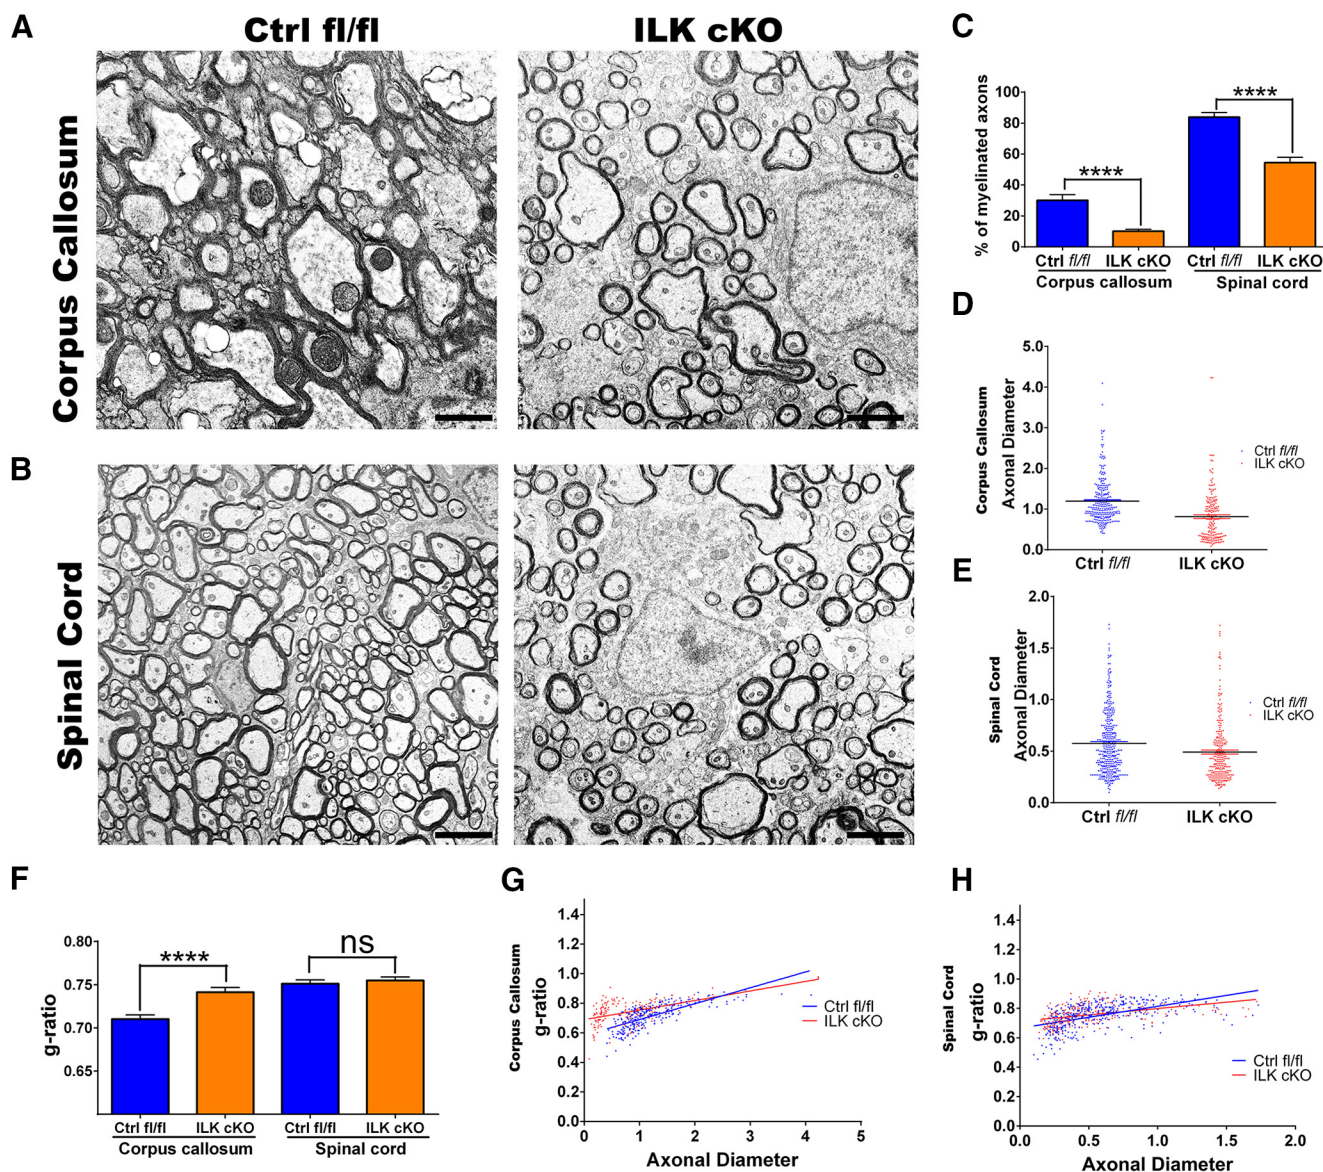 A
Ctrl fl/fl
ILK cKO
Corpus Callosum
B
Spinal Cord
C
% of myelinated axons
100
80
60
40
20
0
****
****
Ctrl fl/fl ILK cKO Ctrl fl/fl ILK cKO
Corpus callosum Spinal cord
D
Corpus Callosum
Axonal Diameter
5.0
4.0
3.0
2.0
1.0
0.0
Ctrl fl/fl
ILK cKO
Ctrl fl/fl ILK cKO
E
Spinal Cord
Axonal Diameter
2.0
1.5
1.0
0.5
0.0
Ctrl fl/fl
ILK cKO
Ctrl fl/fl ILK cKO
F
g-ratio
0.80
0.75
0.70
0.65
****
ns
Ctrl fl/fl ILK cKO Ctrl fl/fl ILK cKO
Corpus callosum Spinal cord
G
Corpus Callosum
g-ratio
1.4
1.2
1.0
0.8
0.6
0.4
0.2
0.0
Ctrl fl/fl
ILK cKO
0 1 2 3 4 5
Axonal Diameter
H
Spinal Cord
g-ratio
1.4
1.2
1.0
0.8
0.6
0.4
0.2
0
Ctrl fl/fl
ILK cKO
0.0 0.5 1.0 1.5 2.0
Axonal Diameter